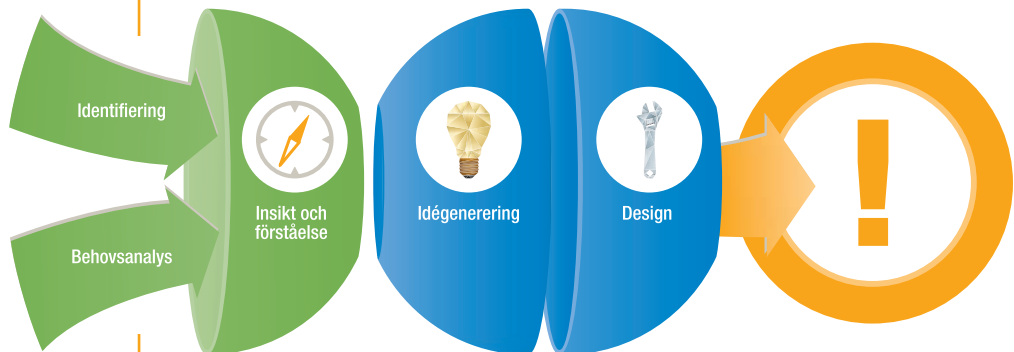 Identifiering
Behovsanalys
Insikt och
förståelse
Idégenerering
Design
!